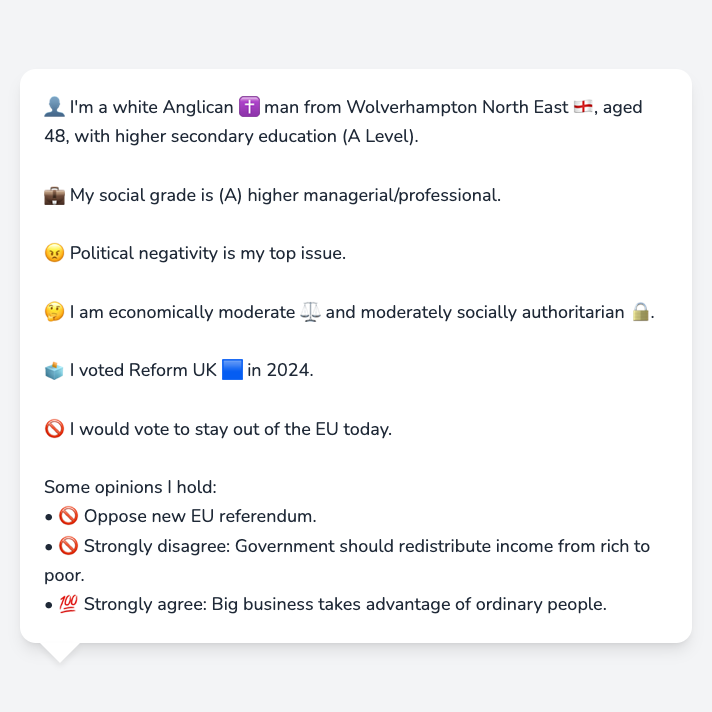 👤 I'm a white Anglican ✝️ man from Wolverhampton North East 🏴󠁧󠁢󠁥󠁮󠁧󠁿, aged
48, with higher secondary education (A Level).
💼 My social grade is (A) higher managerial/professional.
😠 Political negativity is my top issue.
🤔 I am economically moderate ⚖️ and moderately socially authoritarian 🔒.
🗳️ I voted Reform UK 🟦 in 2024.
🚫 I would vote to stay out of the EU today.
Some opinions I hold:
• 🚫 Oppose new EU referendum.
• 🚫 Strongly disagree: Government should redistribute income from rich to
poor.
• 💯 Strongly agree: Big business takes advantage of ordinary people.